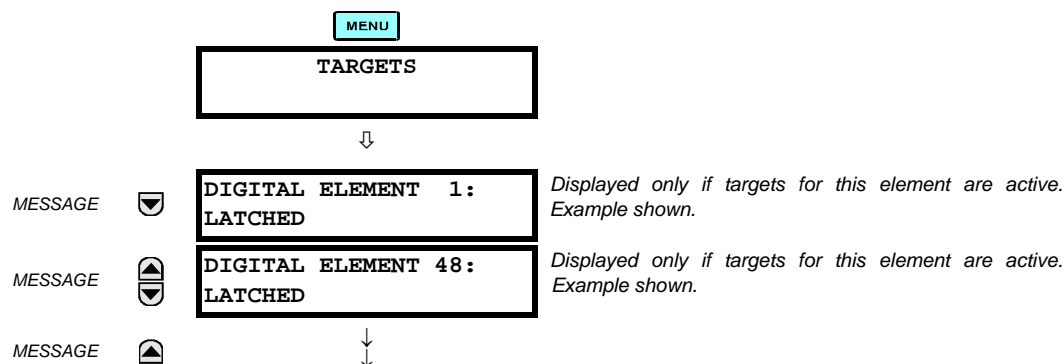 MENU
TARGETS
MESSAGE
DIGITAL ELEMENT 1:
LATCHED
Displayed only if targets for this element are active.
Example shown.
MESSAGE
DIGITAL ELEMENT 48:
LATCHED
Displayed only if targets for this element are active.
Example shown.
MESSAGE